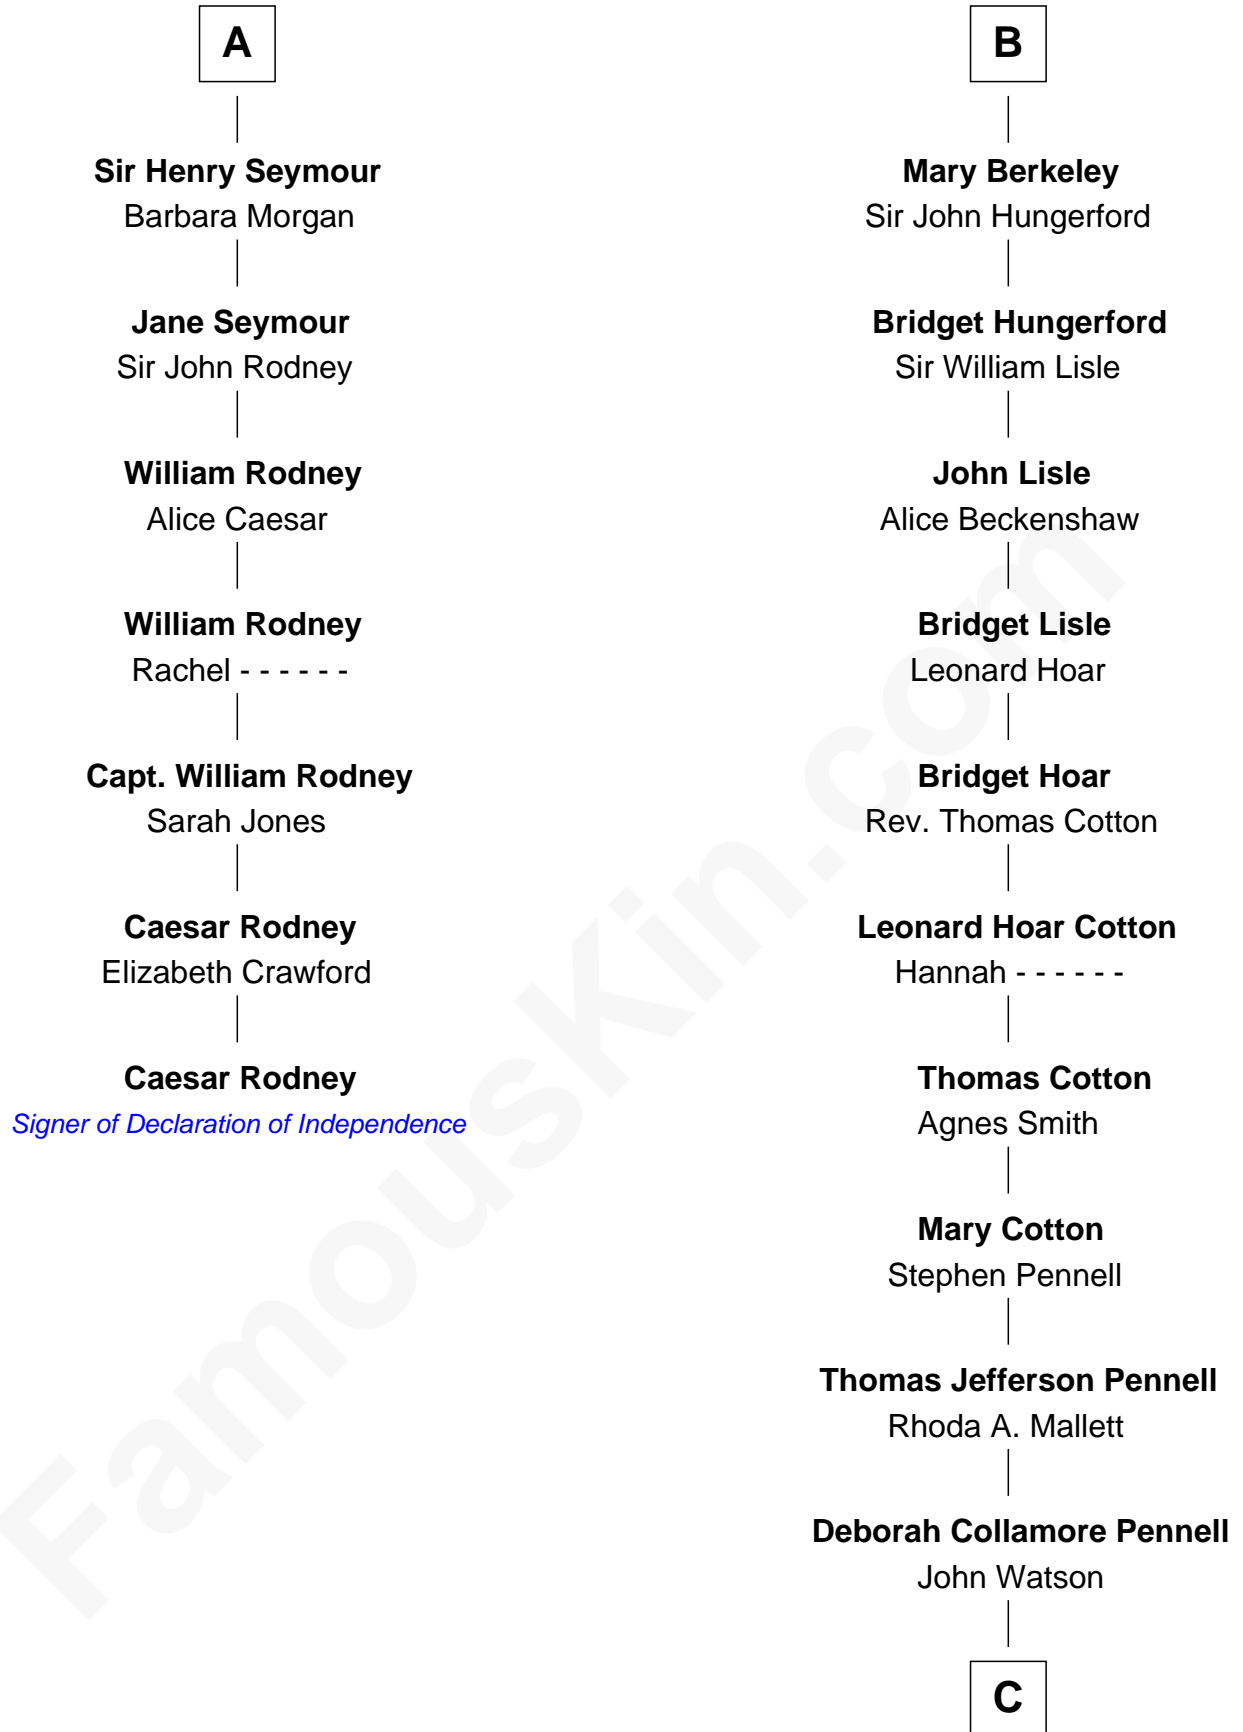 A
Sir Henry Seymour
Barbara Morgan
Jane Seymour
Sir John Rodney
William Rodney
Alice Caesar
William Rodney
Rachel - - - - - -
Capt. William Rodney
Sarah Jones
Caesar Rodney
Elizabeth Crawford
Caesar Rodney
Signer of Declaration of Independence
B
Mary Berkeley
Sir John Hungerford
Bridget Hungerford
Sir William Lisle
John Lisle
Alice Beckenshaw
Bridget Lisle
Leonard Hoar
Bridget Hoar
Rev. Thomas Cotton
Leonard Hoar Cotton
Hannah - - - - - -
Thomas Cotton
Agnes Smith
Mary Cotton
Stephen Pennell
Thomas Jefferson Pennell
Rhoda A. Mallett
Deborah Collamore Pennell
John Watson
C
FamousKin.com